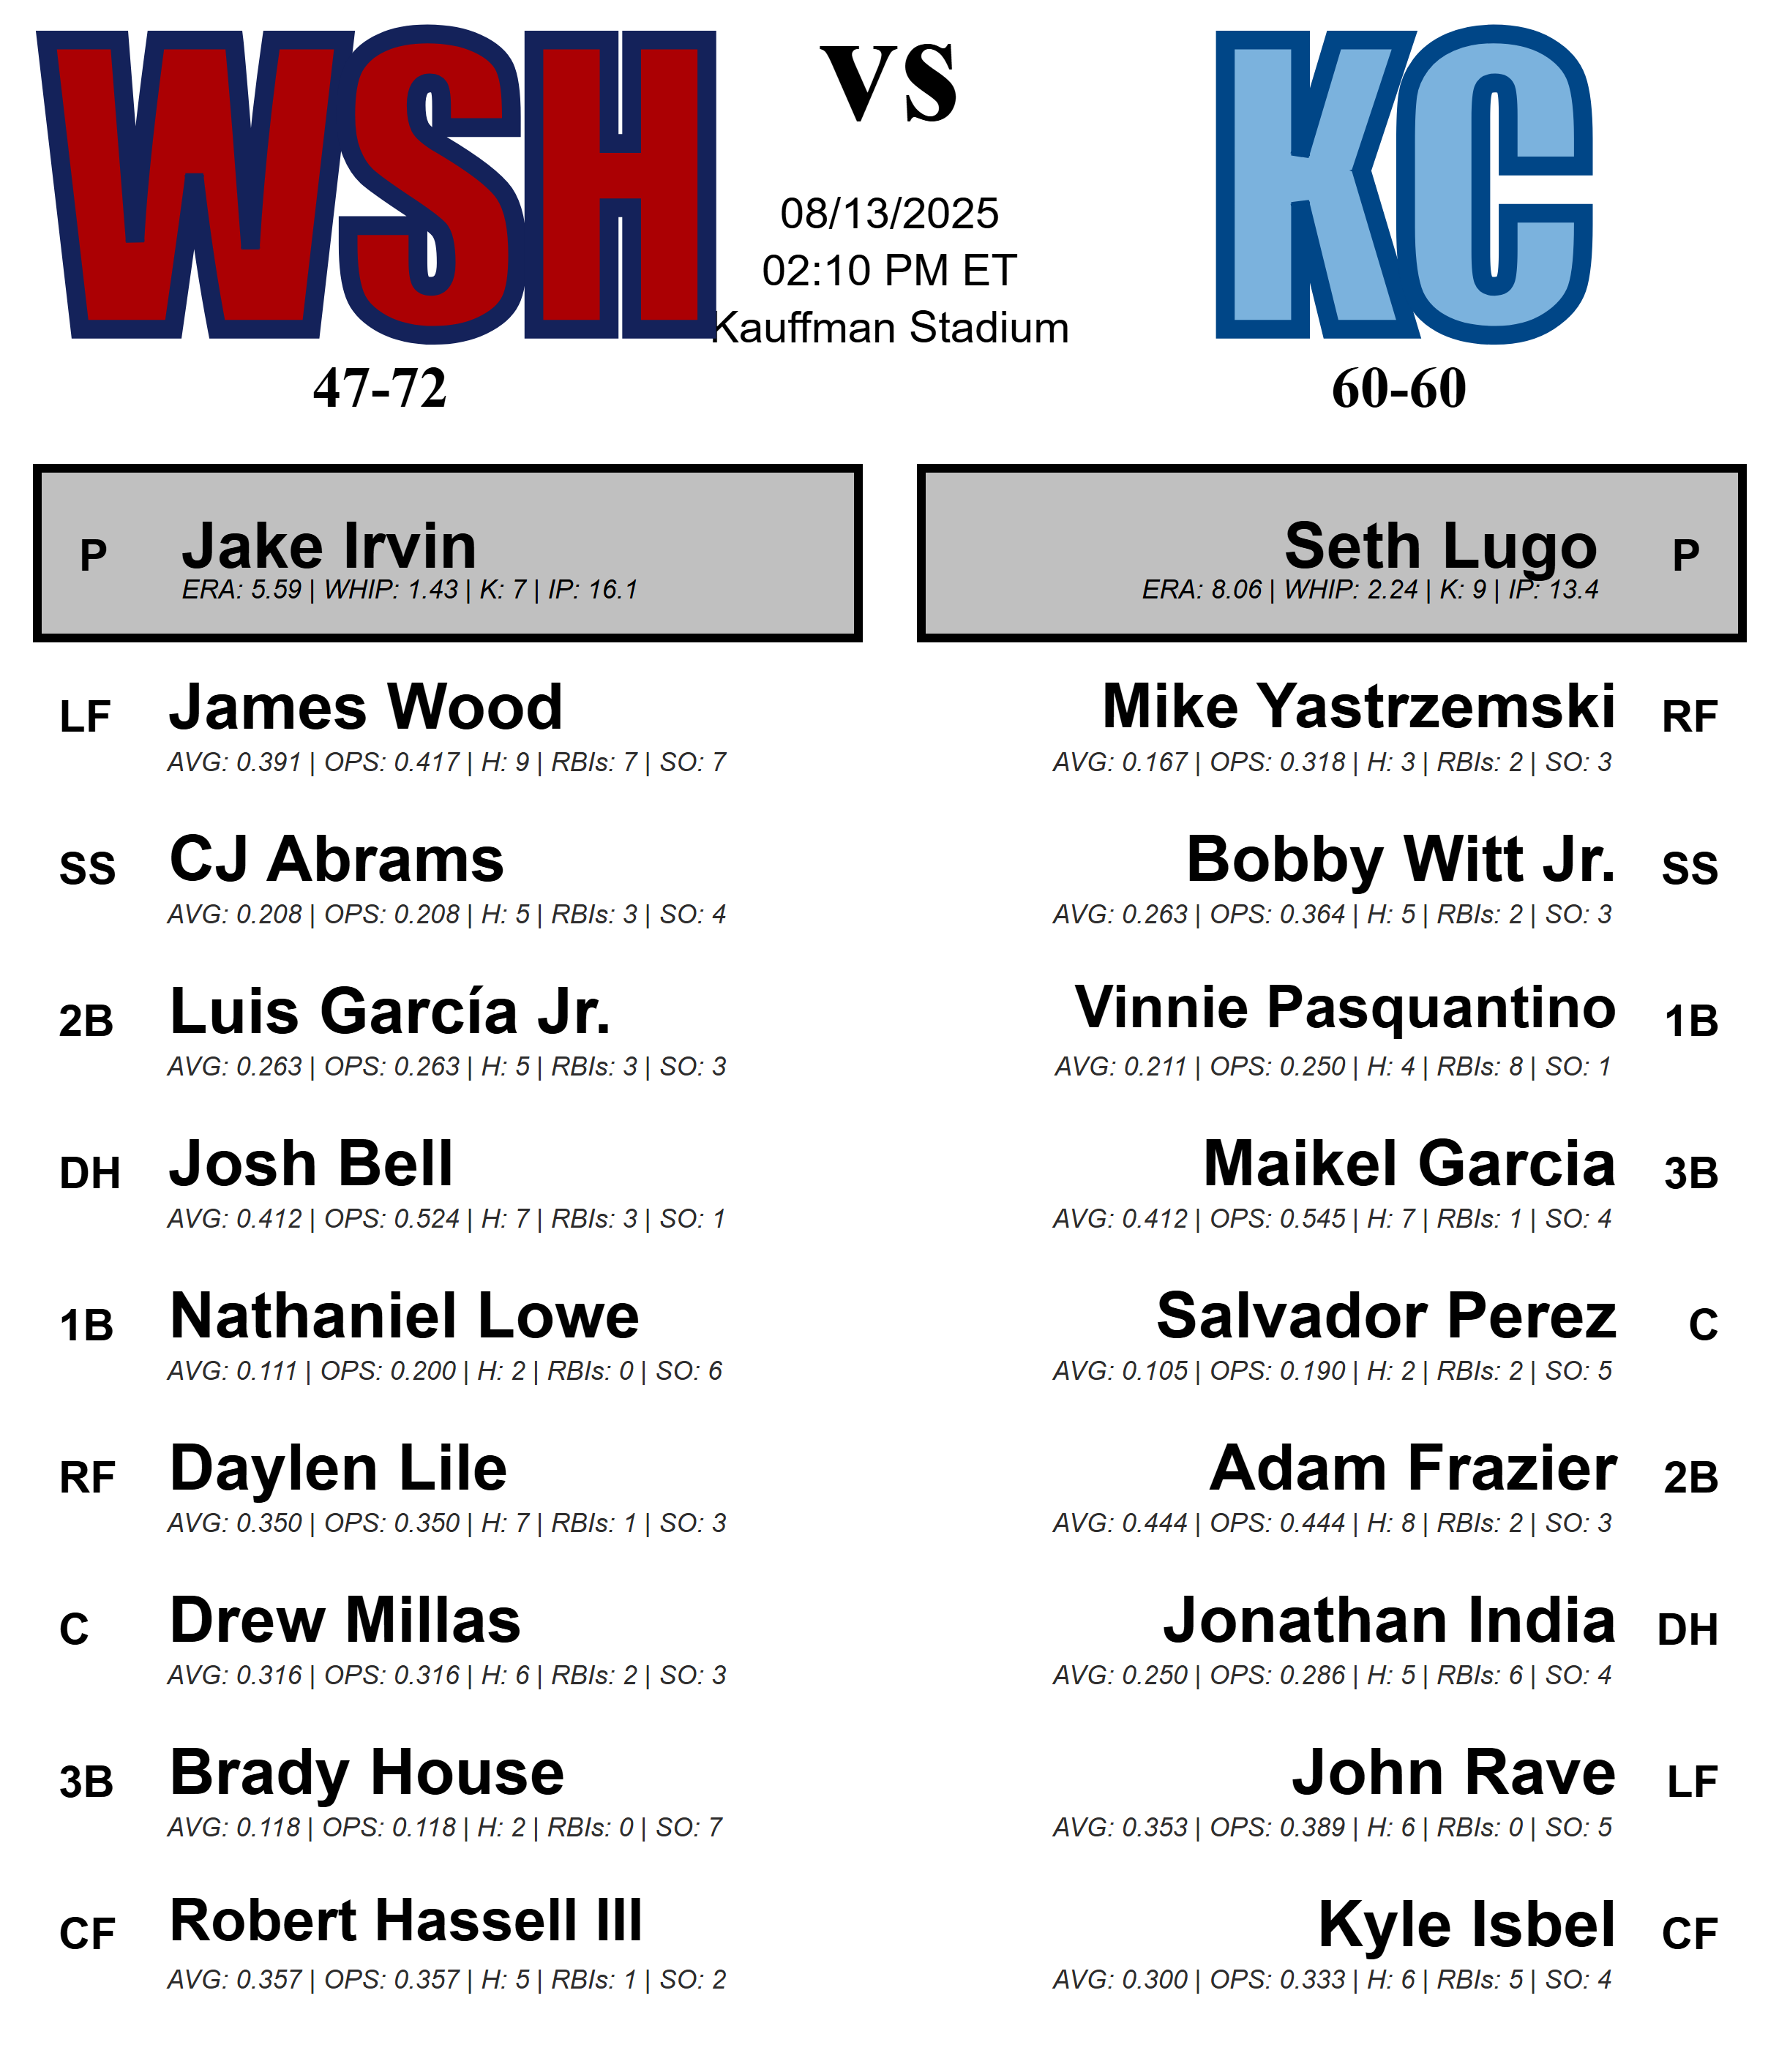 WSH vs KC
08/13/2025
02:10 PM ET
Kauffman Stadium
47-72 60-60
P Jake Irvin
ERA: 5.59 | WHIP: 1.43 | K: 7 | IP: 16.1
Seth Lugo P
ERA: 8.06 | WHIP: 2.24 | K: 9 | IP: 13.4
LF James Wood
AVG: 0.391 | OPS: 0.417 | H: 9 | RBIs: 7 | SO: 7
Mike Yastrzemski RF
AVG: 0.167 | OPS: 0.318 | H: 3 | RBIs: 2 | SO: 3
SS CJ Abrams
AVG: 0.208 | OPS: 0.208 | H: 5 | RBIs: 3 | SO: 4
Bobby Witt Jr. SS
AVG: 0.263 | OPS: 0.364 | H: 5 | RBIs: 2 | SO: 3
2B Luis García Jr.
AVG: 0.263 | OPS: 0.263 | H: 5 | RBIs: 3 | SO: 3
Vinnie Pasquantino 1B
AVG: 0.211 | OPS: 0.250 | H: 4 | RBIs: 8 | SO: 1
DH Josh Bell
AVG: 0.412 | OPS: 0.524 | H: 7 | RBIs: 3 | SO: 1
Maikel Garcia 3B
AVG: 0.412 | OPS: 0.545 | H: 7 | RBIs: 1 | SO: 4
1B Nathaniel Lowe
AVG: 0.111 | OPS: 0.200 | H: 2 | RBIs: 0 | SO: 6
Salvador Perez C
AVG: 0.105 | OPS: 0.190 | H: 2 | RBIs: 2 | SO: 5
RF Daylen Lile
AVG: 0.350 | OPS: 0.350 | H: 7 | RBIs: 1 | SO: 3
Adam Frazier 2B
AVG: 0.444 | OPS: 0.444 | H: 8 | RBIs: 2 | SO: 3
C Drew Millas
AVG: 0.316 | OPS: 0.316 | H: 6 | RBIs: 2 | SO: 3
Jonathan India DH
AVG: 0.250 | OPS: 0.286 | H: 5 | RBIs: 6 | SO: 4
3B Brady House
AVG: 0.118 | OPS: 0.118 | H: 2 | RBIs: 0 | SO: 7
John Rave LF
AVG: 0.353 | OPS: 0.389 | H: 6 | RBIs: 0 | SO: 5
CF Robert Hassell III
AVG: 0.357 | OPS: 0.357 | H: 5 | RBIs: 1 | SO: 2
Kyle Isbel CF
AVG: 0.300 | OPS: 0.333 | H: 6 | RBIs: 5 | SO: 4